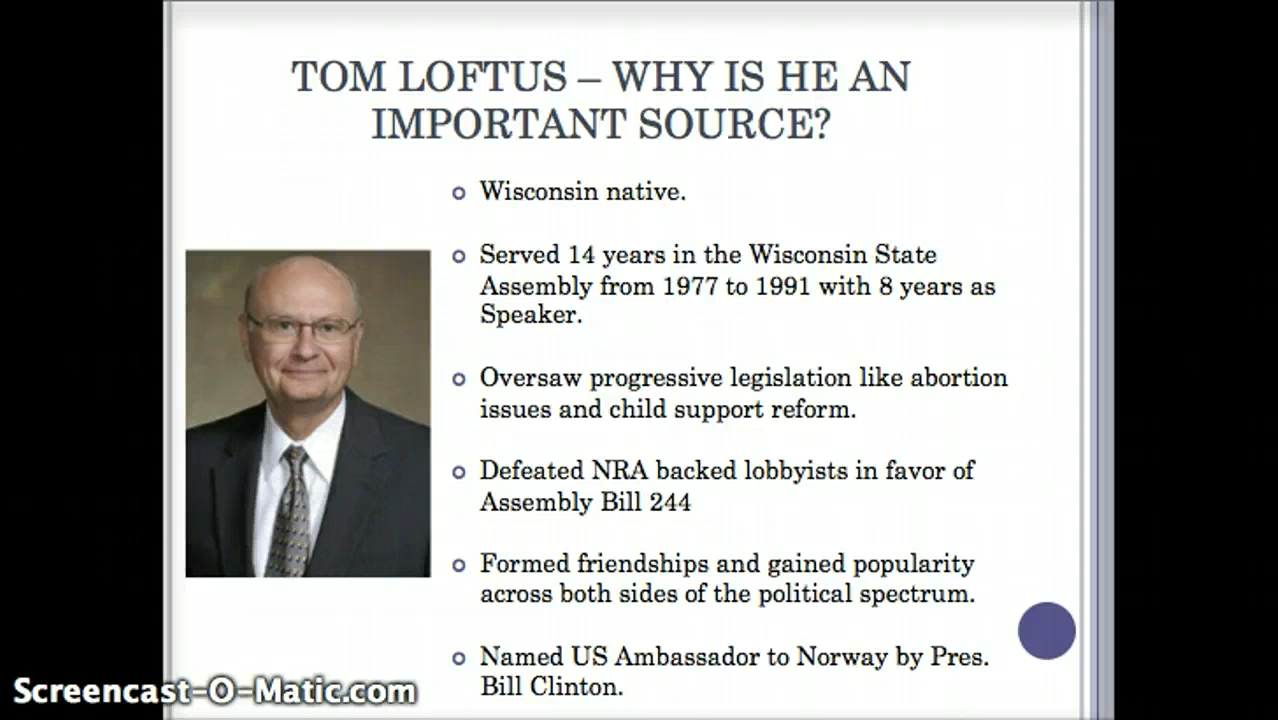 TOM LOFTUS – WHY IS HE AN
IMPORTANT SOURCE?
Wisconsin native.
Served 14 years in the Wisconsin State
Assembly from 1977 to 1991 with 8 years as
Speaker.
Oversaw progressive legislation like abortion
issues and child support reform.
Defeated NRA backed lobbyists in favor of
Assembly Bill 244
Formed friendships and gained popularity
across both sides of the political spectrum.
Named US Ambassador to Norway by Pres.
Bill Clinton.
Screencast-O-Matic.com